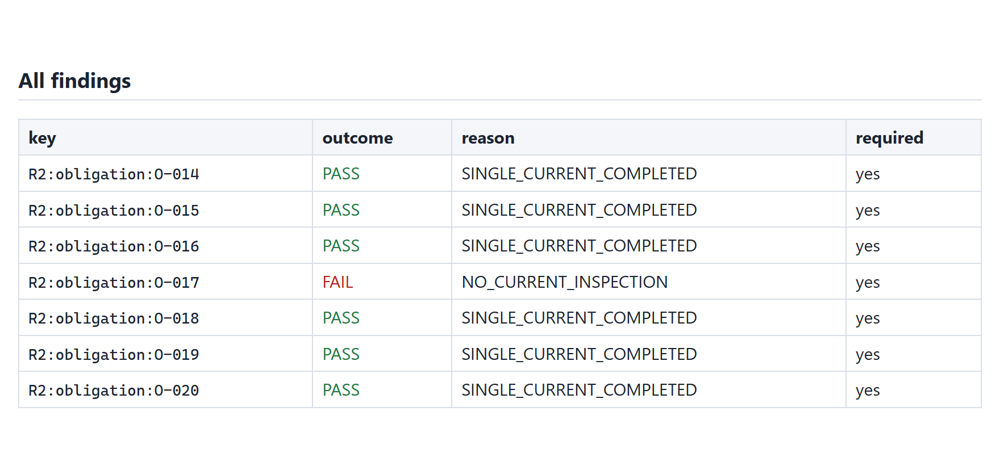 All findings
key outcome reason required
R2:obligation:O-014 PASS SINGLE_CURRENT_COMPLETED yes
R2:obligation:O-015 PASS SINGLE_CURRENT_COMPLETED yes
R2:obligation:O-016 PASS SINGLE_CURRENT_COMPLETED yes
R2:obligation:O-017 FAIL NO_CURRENT_INSPECTION yes
R2:obligation:O-018 PASS SINGLE_CURRENT_COMPLETED yes
R2:obligation:O-019 PASS SINGLE_CURRENT_COMPLETED yes
R2:obligation:O-020 PASS SINGLE_CURRENT_COMPLETED yes